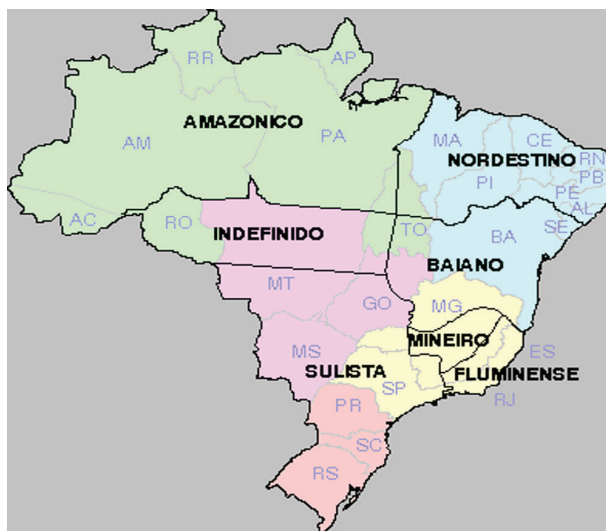 RR
AP
AMAZONICO
AM
PA
MA
CE
RN
NORDESTINO
PB
PI
PE
AL
AC
RO
TO
SE
INDEFINIDO
BA
BAIANO
MT
GO
MG
MINEIRO
ES
MS
SULISTA
FLUMINENSE
SP
RJ
PR
SC
RS